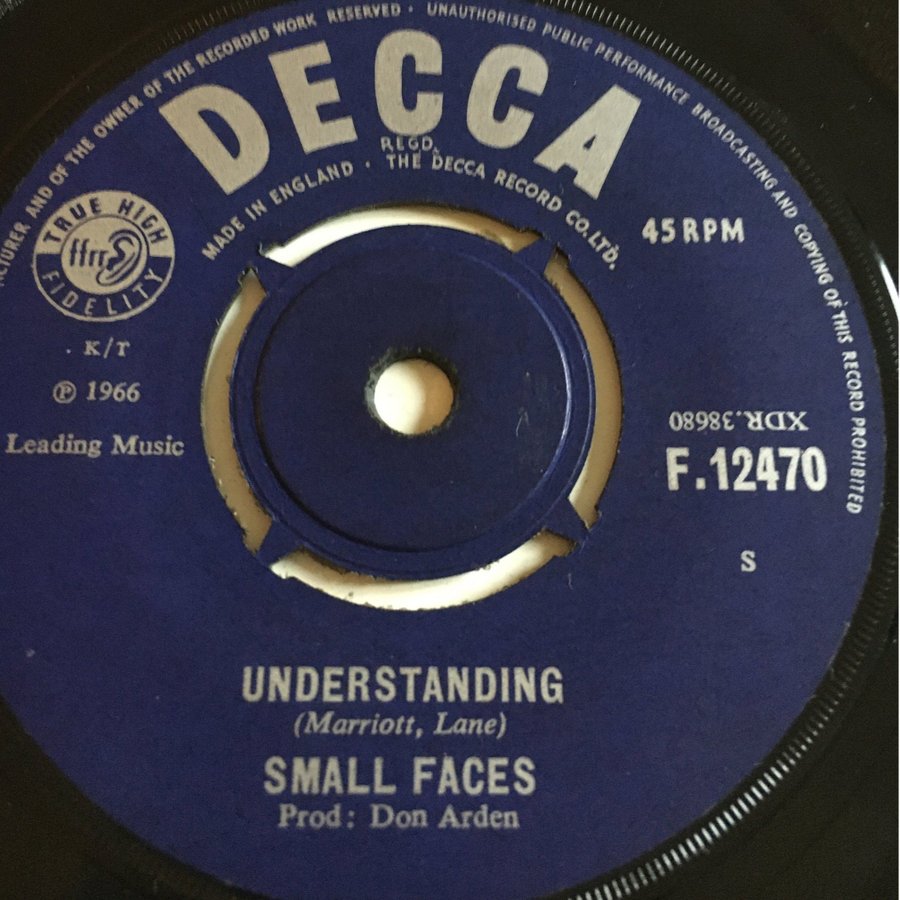 ACTURER AND OF THE OWNER OF THE RECORDED WORK RESERVED · UNAUTHORISED PUBLIC PERFORMANCE BROADCASTING AND COPYING OF THIS RECORD PROHIBITED
DECCA
REGD.
MADE IN ENGLAND · THE DECCA RECORD CO. LTD.
TRUE HIGH
ffrr
FIDELITY
45 RPM
K/T
℗ 1966
Leading Music
XDR.38680
F.12470
S
UNDERSTANDING
(Marriott, Lane)
SMALL FACES
Prod: Don Arden